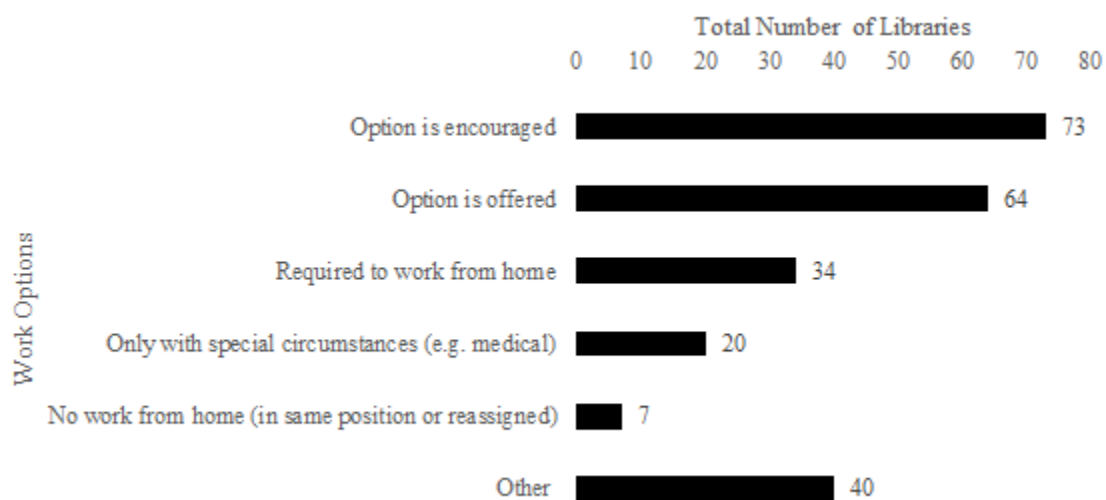 Total Number of Libraries
0 10 20 30 40 50 60 70 80
Option is encouraged 73
Option is offered 64
Required to work from home 34
Only with special circumstances (e.g. medical) 20
No work from home (in same position or reassigned) 7
Other 40
Work Options